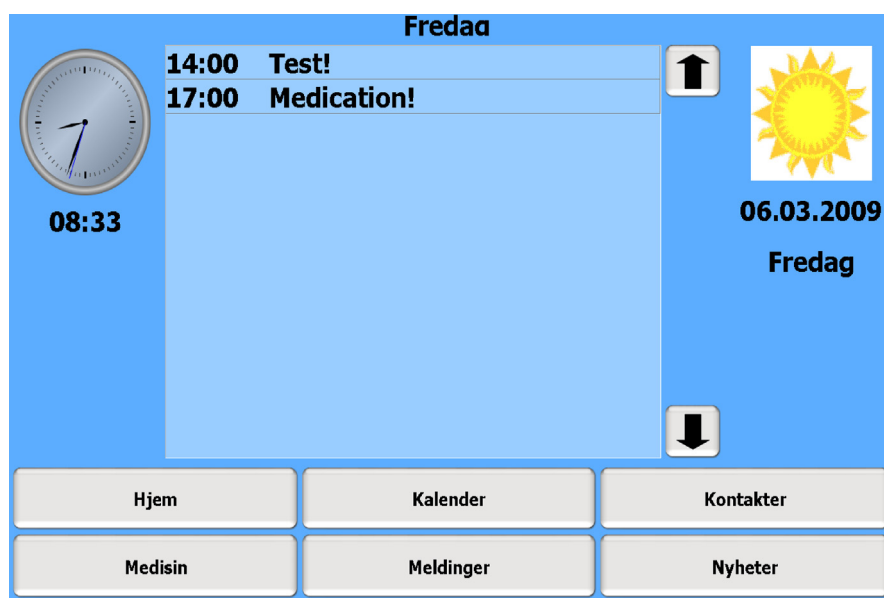 Fredag
14:00 Test!
17:00 Medication!
08:33
06.03.2009
Fredag
Hjem Kalender Kontakter
Medisin Meldinger Nyheter